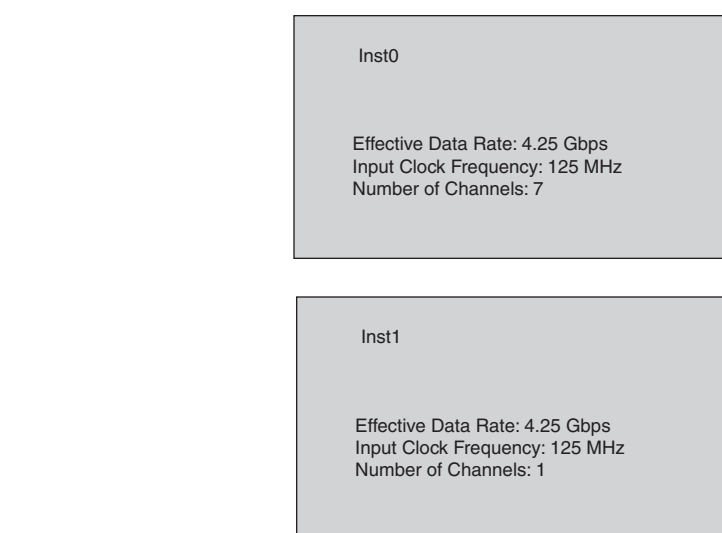 Inst0
Effective Data Rate: 4.25 Gbps
Input Clock Frequency: 125 MHz
Number of Channels: 7
Inst1
Effective Data Rate: 4.25 Gbps
Input Clock Frequency: 125 MHz
Number of Channels: 1